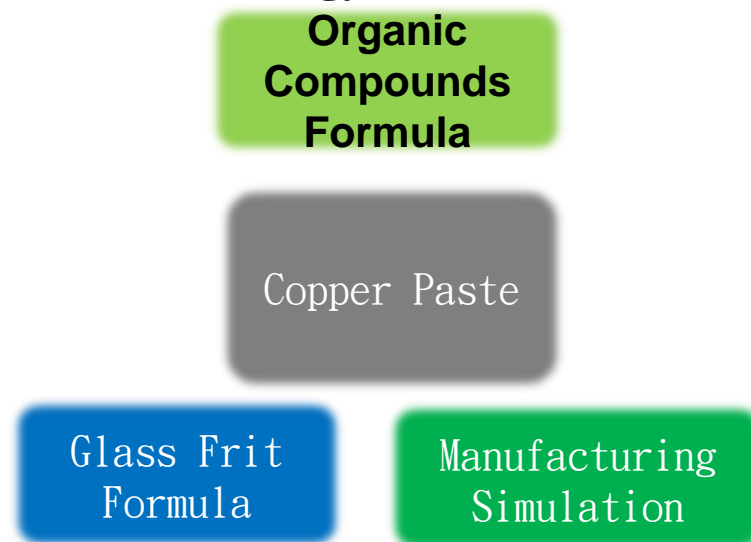 Organic
Compounds
Formula
Copper Paste
Glass Frit
Formula
Manufacturing
Simulation